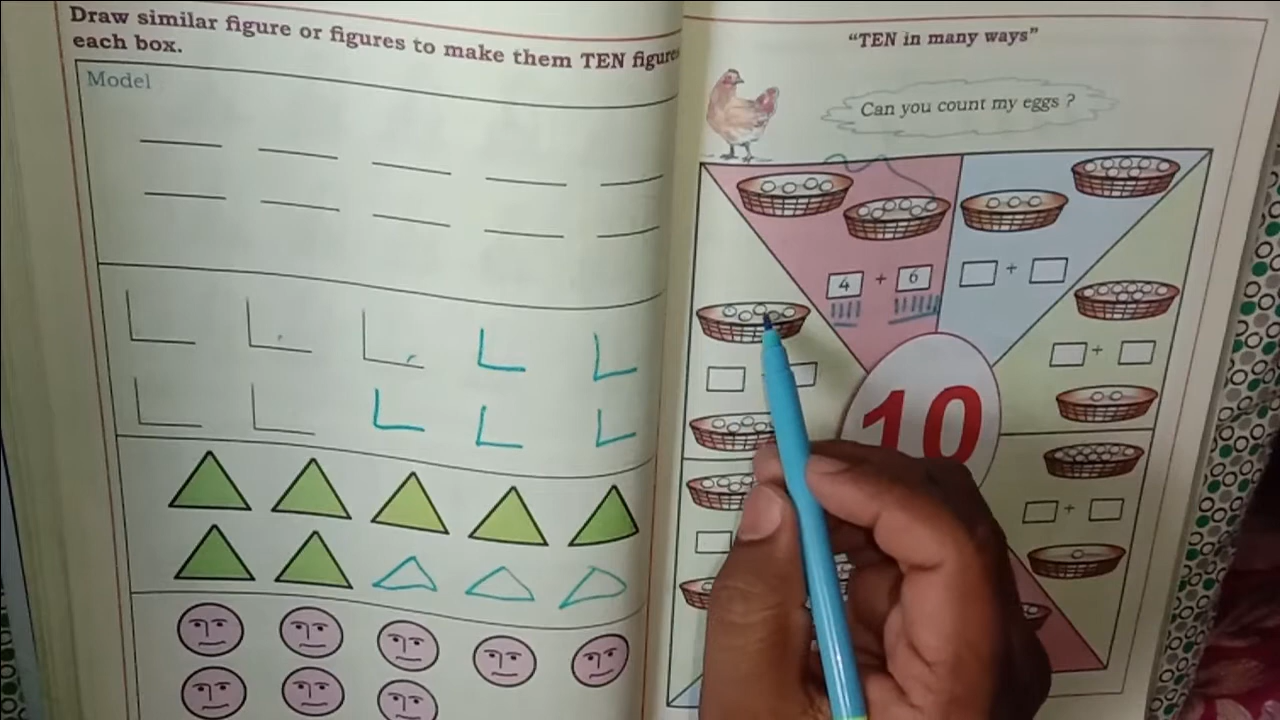 Draw similar figure or figures to make them TEN figures
each box.
Model
"TEN in many ways"
Can you count my eggs ?
4 + 6
+
+
+
10